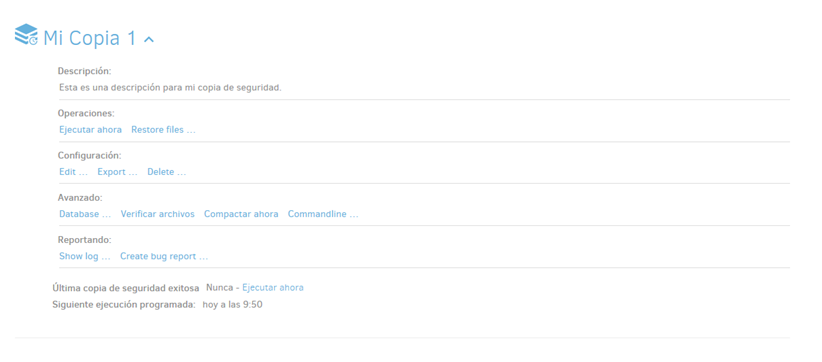 Mi Copia 1
Descripción:
Esta es una descripción para mi copia de seguridad.
Operaciones:
Ejecutar ahora Restore files ...
Configuración:
Edit ... Export ... Delete ...
Avanzado:
Database ... Verificar archivos Compactar ahora Commandline ...
Reportando:
Show log ... Create bug report ...
Última copia de seguridad exitosa Nunca - Ejecutar ahora
Siguiente ejecución programada: hoy a las 9:50